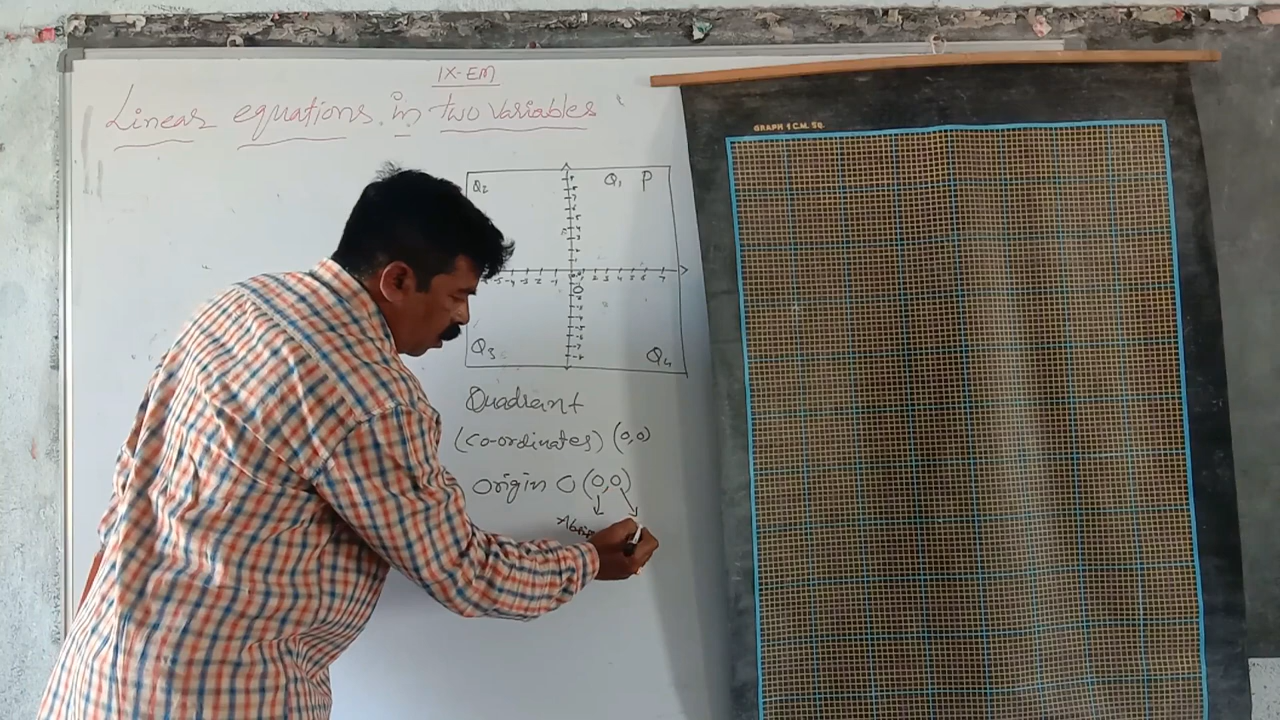 IX-EM
Linear equations in two variables
GRAPH 1 C.M. SQ.
Q2 Q1 P
Q3 Q4
Quadrant
(co-ordinates) (0,0)
origin O (0,0)